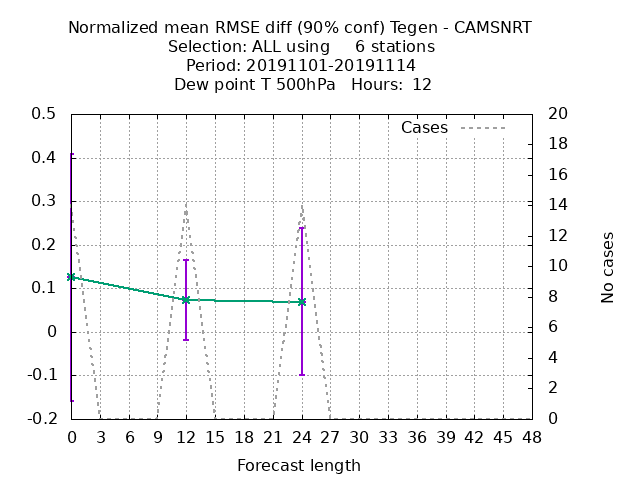 Normalized mean RMSE diff (90% conf) Tegen - CAMSNRT
Selection: ALL using     6 stations
Period: 20191101-20191114
Dew point T 500hPa   Hours:  12
Cases
0.5
0.4
0.3
0.2
0.1
0
-0.1
-0.2
20
18
16
14
12
10
8
6
4
2
0
No cases
0 3 6 9 12 15 18 21 24 27 30 33 36 39 42 45 48
Forecast length